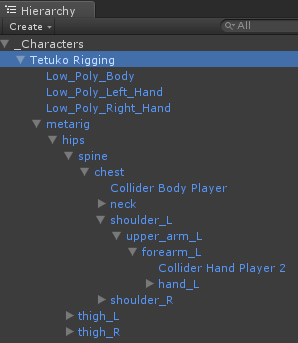 Hierarchy
Create
All
_Characters
Tetuko Rigging
Low_Poly_Body
Low_Poly_Left_Hand
Low_Poly_Right_Hand
metarig
hips
spine
chest
Collider Body Player
neck
shoulder_L
upper_arm_L
forearm_L
Collider Hand Player 2
hand_L
shoulder_R
thigh_L
thigh_R